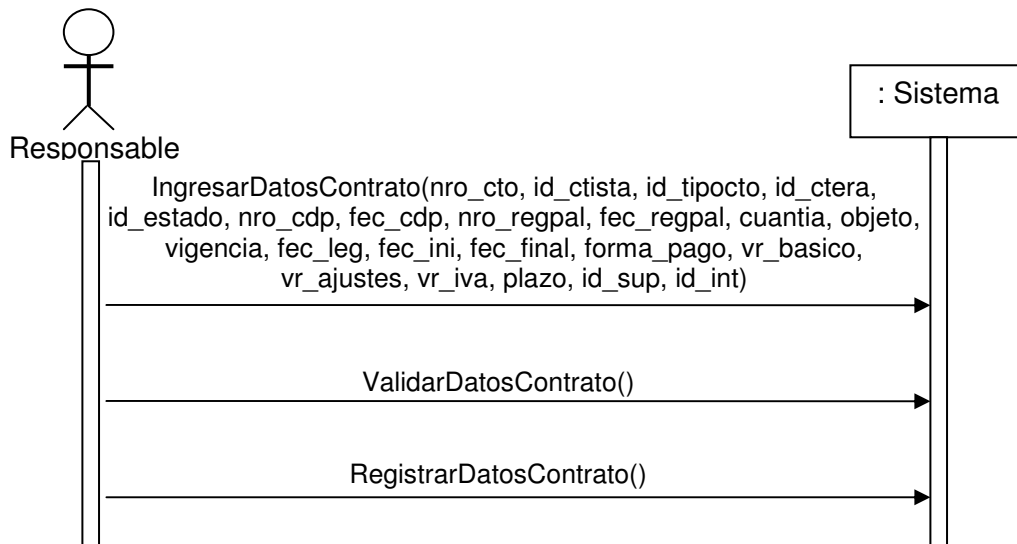 : Sistema
Responsable
IngresarDatosContrato(nro_cto, id_ctista, id_tipocto, id_ctera,
id_estado, nro_cdp, fec_cdp, nro_regpal, fec_regpal, cuantia, objeto,
vigencia, fec_leg, fec_ini, fec_final, forma_pago, vr_basico,
vr_ajustes, vr_iva, plazo, id_sup, id_int)
ValidarDatosContrato()
RegistrarDatosContrato()